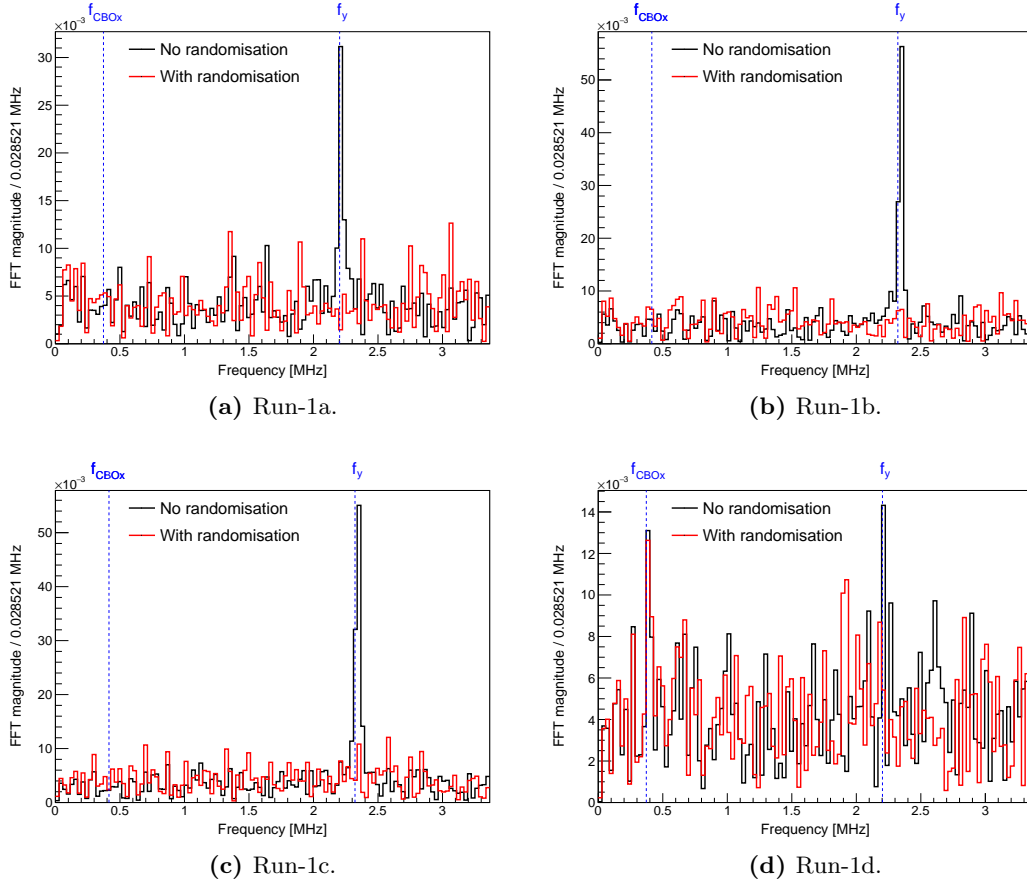 f_CBOx f_y
×10⁻³
No randomisation
With randomisation
30
25
20
15
10
5
0
FFT magnitude / 0.028521 MHz
0 0.5 1 1.5 2 2.5 3
Frequency [MHz]
(a) Run-1a.
f_CBOx f_y
×10⁻³
No randomisation
With randomisation
50
40
30
20
10
0
FFT magnitude / 0.028521 MHz
0 0.5 1 1.5 2 2.5 3
Frequency [MHz]
(b) Run-1b.
f_CBOx f_y
×10⁻³
No randomisation
With randomisation
50
40
30
20
10
0
FFT magnitude / 0.028521 MHz
0 0.5 1 1.5 2 2.5 3
Frequency [MHz]
(c) Run-1c.
f_CBOx f_y
×10⁻³
No randomisation
With randomisation
14
12
10
8
6
4
2
0
FFT magnitude / 0.028521 MHz
0 0.5 1 1.5 2 2.5 3
Frequency [MHz]
(d) Run-1d.